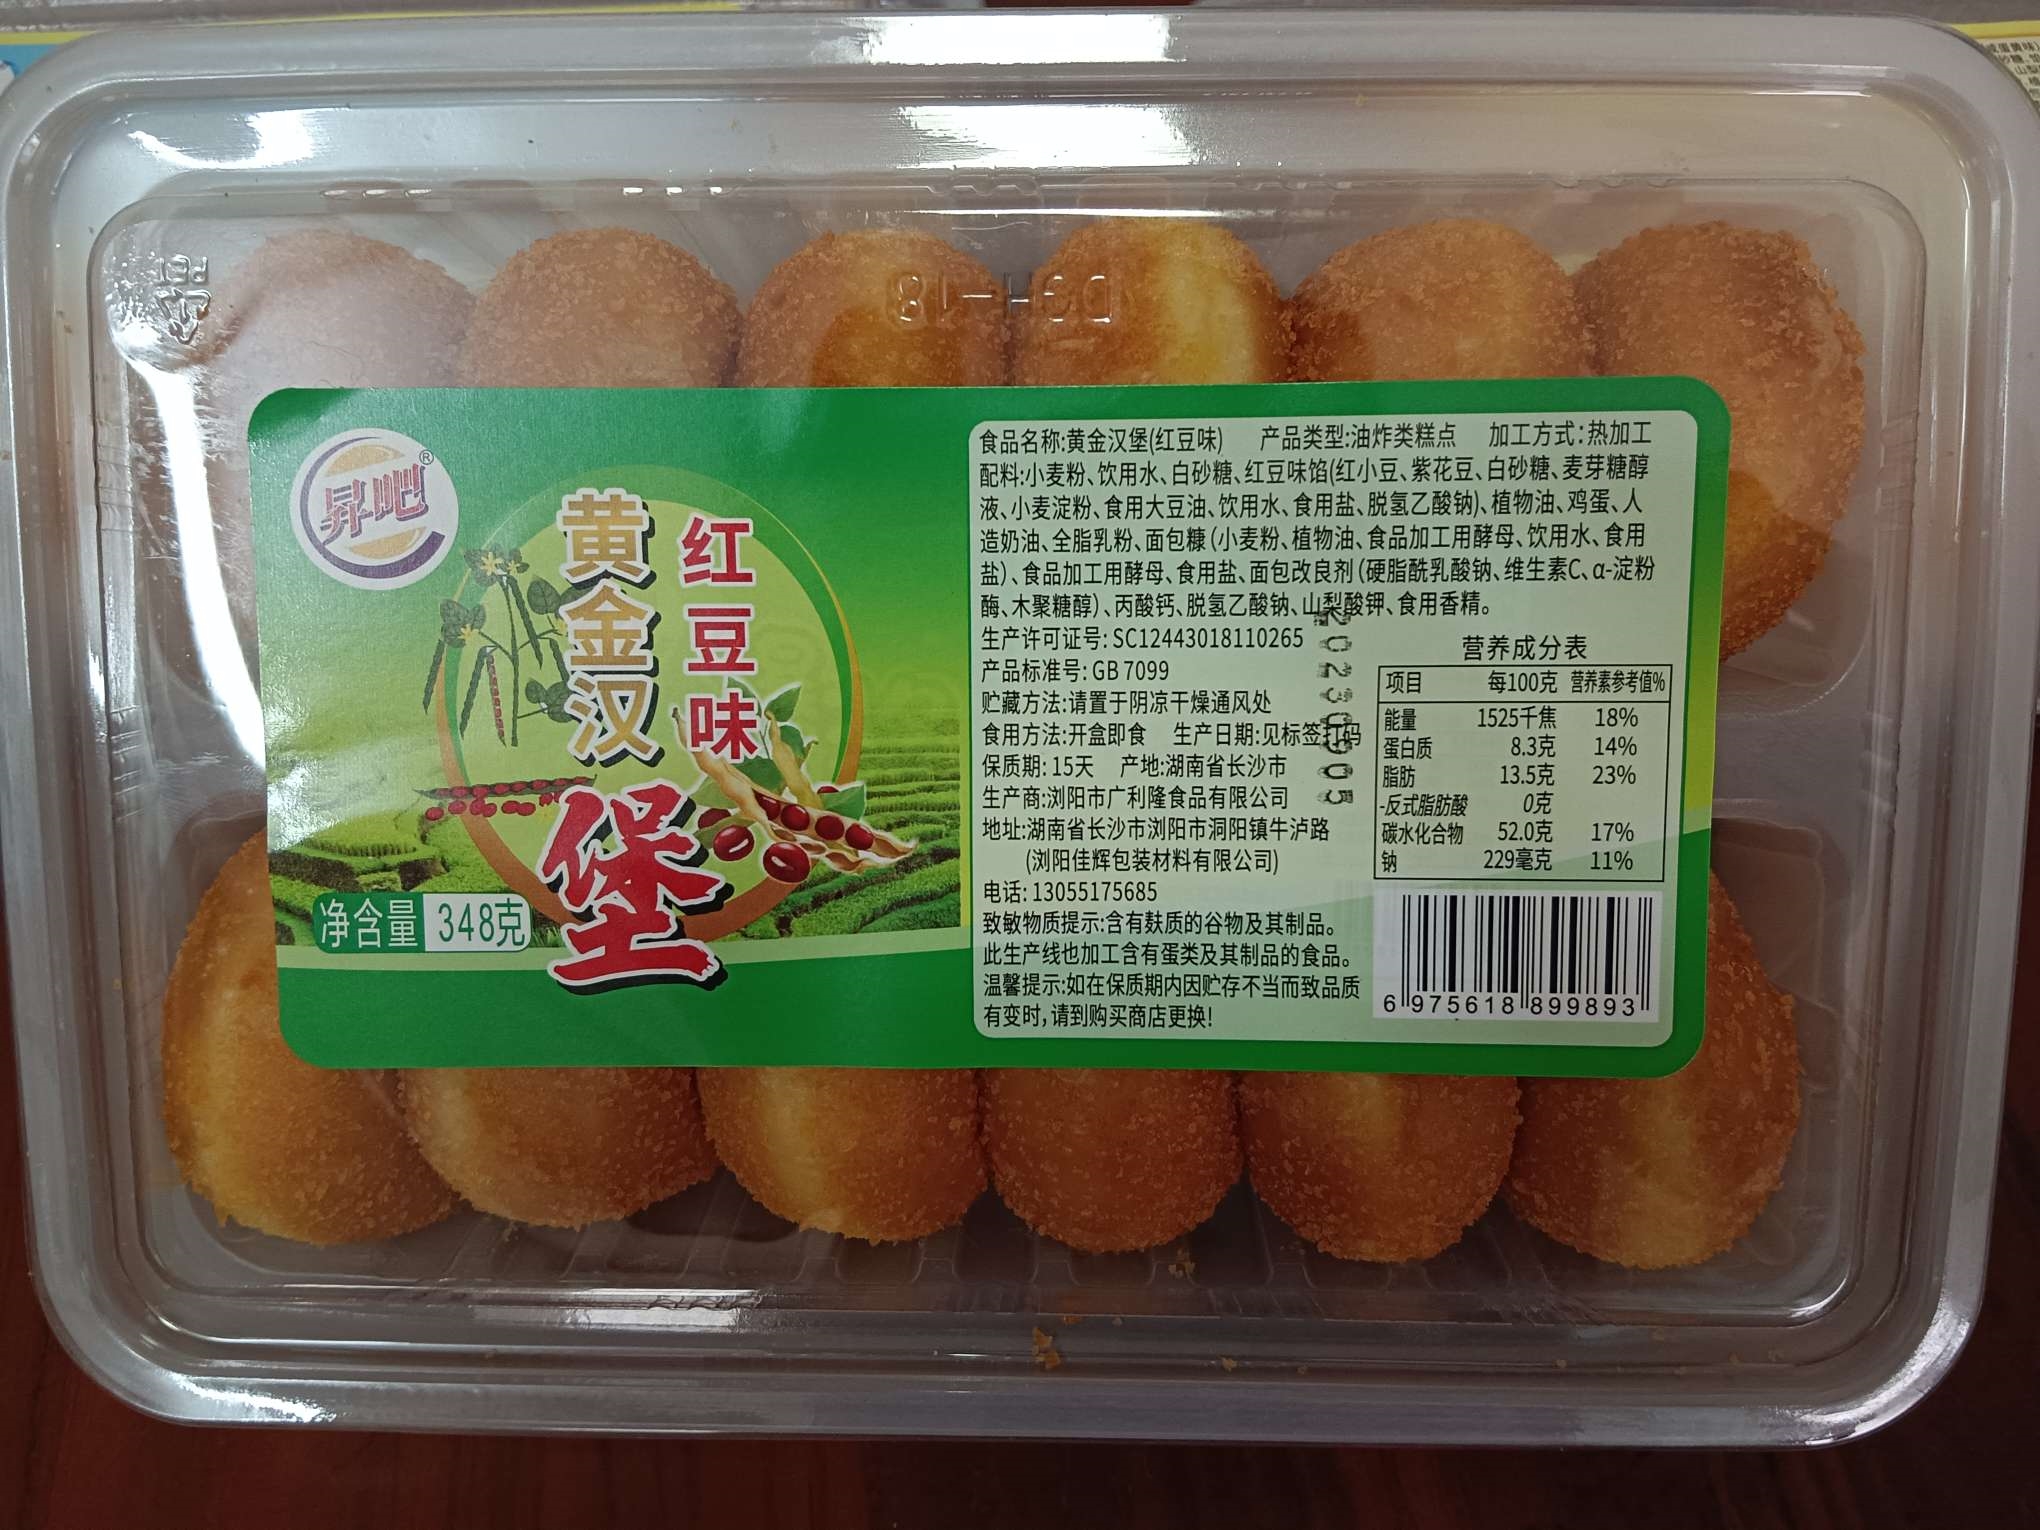 PET
DGH-18
昇吧®
黄金汉堡
红豆味
净含量 348克
食品名称:黄金汉堡(红豆味) 产品类型:油炸类糕点 加工方式:热加工
配料:小麦粉、饮用水、白砂糖、红豆味馅(红小豆、紫花豆、白砂糖、麦芽糖醇
液、小麦淀粉、食用大豆油、饮用水、食用盐、脱氢乙酸钠)、植物油、鸡蛋、人
造奶油、全脂乳粉、面包糠(小麦粉、植物油、食品加工用酵母、饮用水、食用
盐)、食品加工用酵母、食用盐、面包改良剂(硬脂酰乳酸钠、维生素C、α-淀粉
酶、木聚糖醇)、丙酸钙、脱氢乙酸钠、山梨酸钾、食用香精。
生产许可证号: SC12443018110265
产品标准号: GB 7099
贮藏方法:请置于阴凉干燥通风处
食用方法:开盒即食 生产日期:见标签打码
保质期: 15天 产地:湖南省长沙市
生产商:浏阳市广利隆食品有限公司
地址:湖南省长沙市浏阳市洞阳镇牛泸路
(浏阳佳辉包装材料有限公司)
电话: 13055175685
致敏物质提示:含有麸质的谷物及其制品。
此生产线也加工含有蛋类及其制品的食品。
温馨提示:如在保质期内因贮存不当而致品质
有变时,请到购买商店更换!
20230905
营养成分表
项目 每100克 营养素参考值%
能量 1525千焦 18%
蛋白质 8.3克 14%
脂肪 13.5克 23%
-反式脂肪酸 0克
碳水化合物 52.0克 17%
钠 229毫克 11%
6 975618 899893